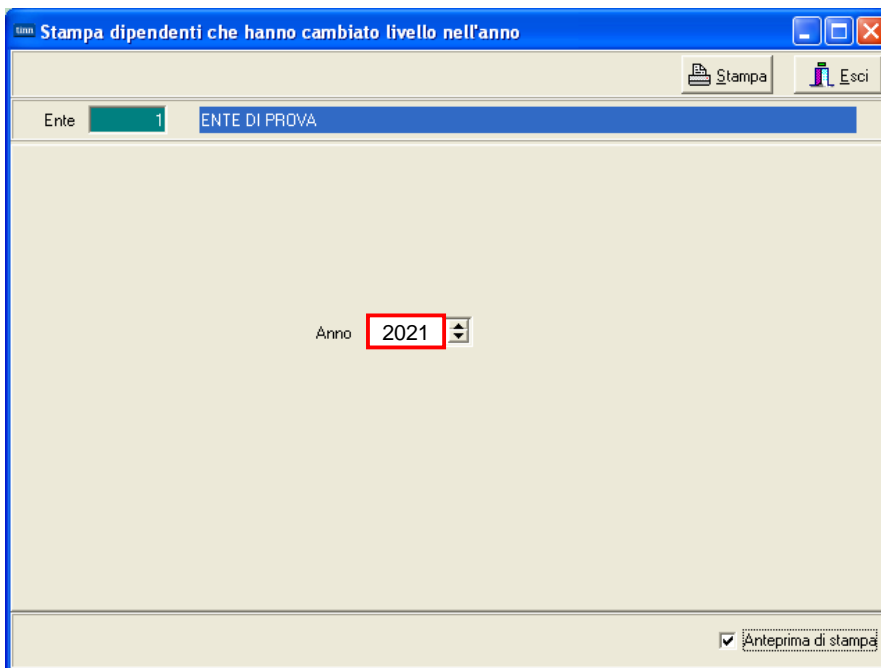 tinn Stampa dipendenti che hanno cambiato livello nell'anno
Stampa Esci
Ente 1 ENTE DI PROVA
Anno 2021
Anteprima di stampa